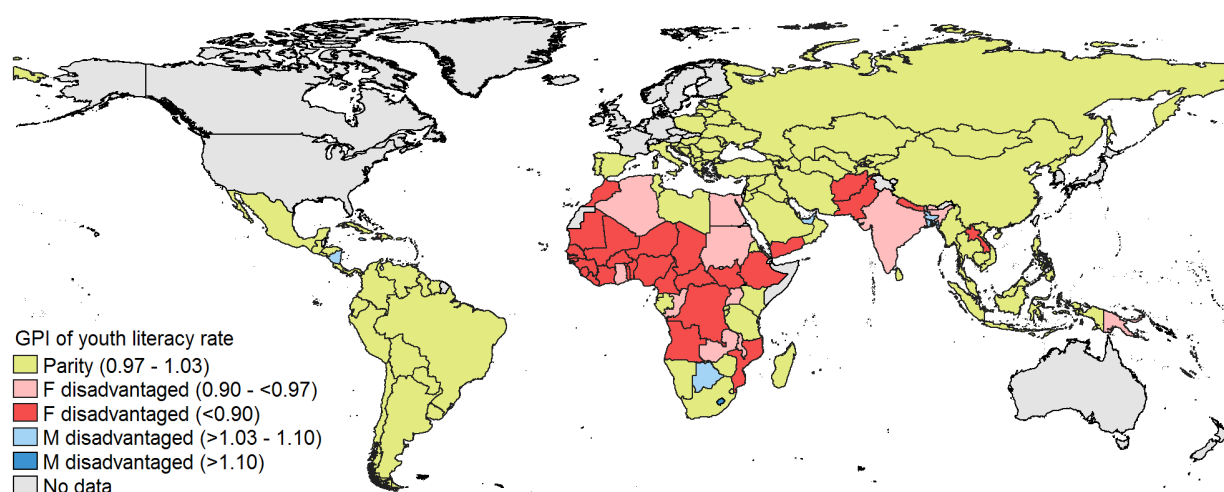 GPI of youth literacy rate
Parity (0.97 - 1.03)
F disadvantaged (0.90 - <0.97)
F disadvantaged (<0.90)
M disadvantaged (>1.03 - 1.10)
M disadvantaged (>1.10)
No data